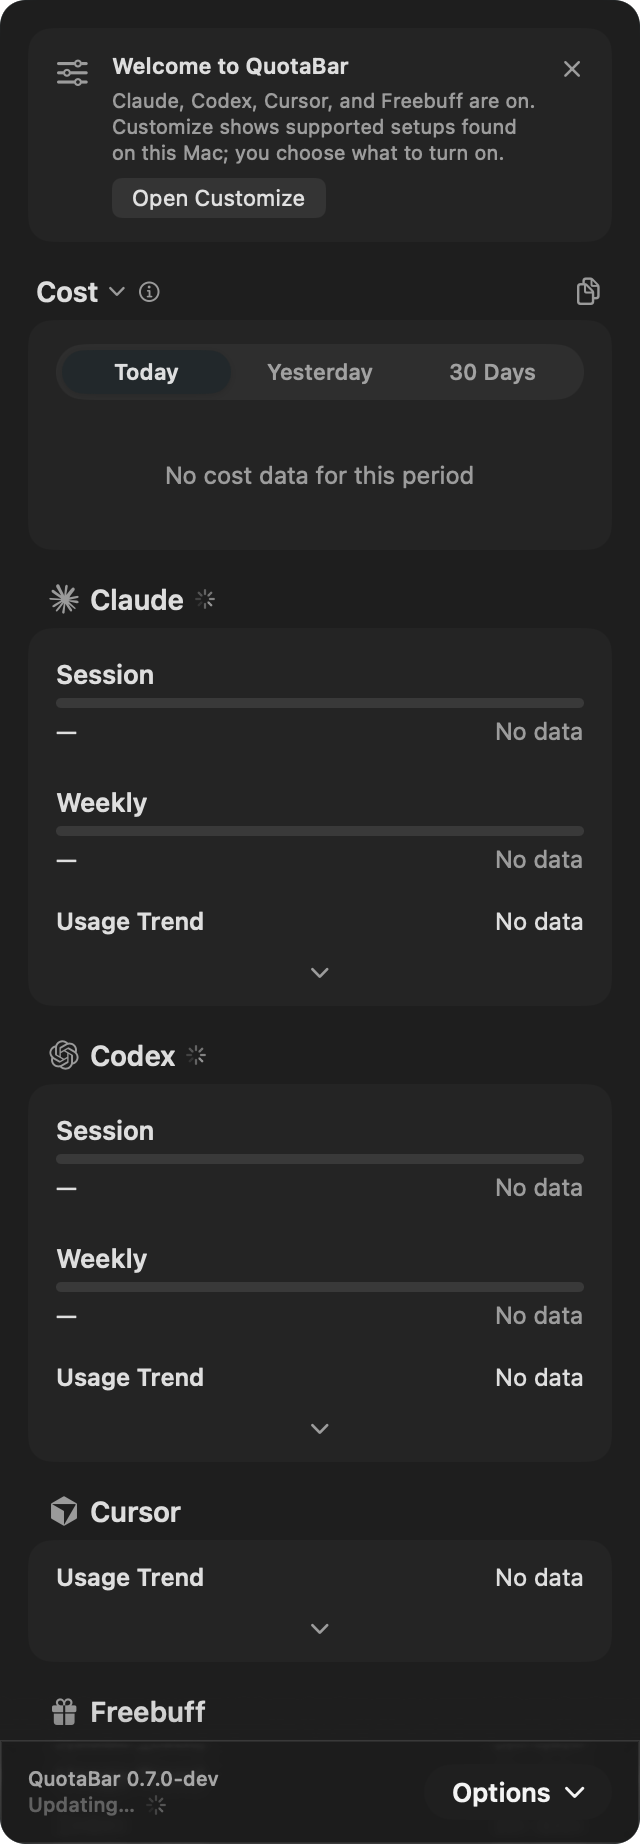 Welcome to QuotaBar
Claude, Codex, Cursor, and Freebuff are on.
Customize shows supported setups found
on this Mac; you choose what to turn on.
Open Customize
Cost
Today Yesterday 30 Days
No cost data for this period
Claude
Session
— No data
Weekly
— No data
Usage Trend No data
Codex
Session
— No data
Weekly
— No data
Usage Trend No data
Cursor
Usage Trend No data
Freebuff
QuotaBar 0.7.0-dev
Updating...
Options